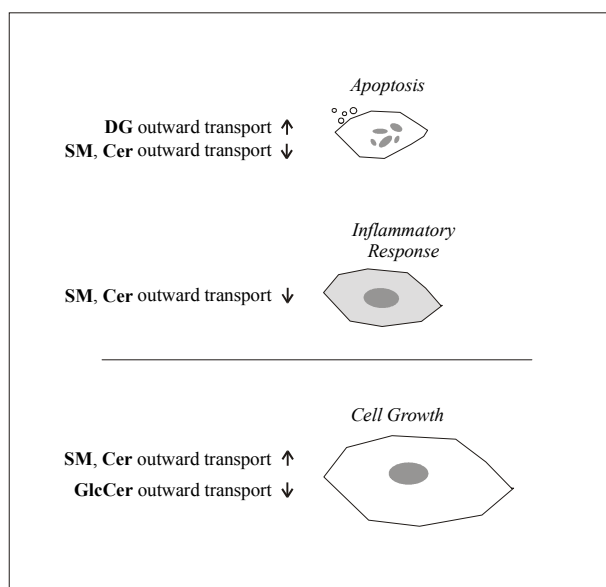 Apoptosis
DG outward transport ↑
SM, Cer outward transport ↓
Inflammatory
Response
SM, Cer outward transport ↓
Cell Growth
SM, Cer outward transport ↑
GlcCer outward transport ↓